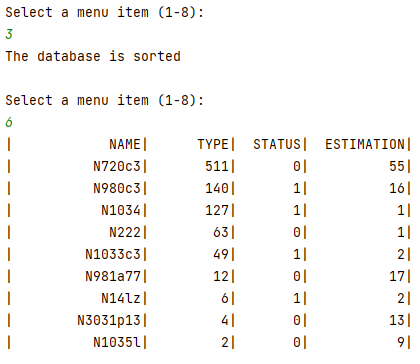 Select a menu item (1-8):
3
The database is sorted
Select a menu item (1-8):
6
|            NAME|      TYPE|  STATUS|  ESTIMATION|
|          N720c3|       511|       0|          55|
|          N980c3|       140|       1|          16|
|           N1034|       127|       1|           1|
|            N222|        63|       0|           1|
|         N1033c3|        49|       1|           2|
|         N981a77|        12|       0|          17|
|           N14lz|         6|       1|           2|
|        N3031p13|         4|       0|          13|
|          N1035l|         2|       0|           9|